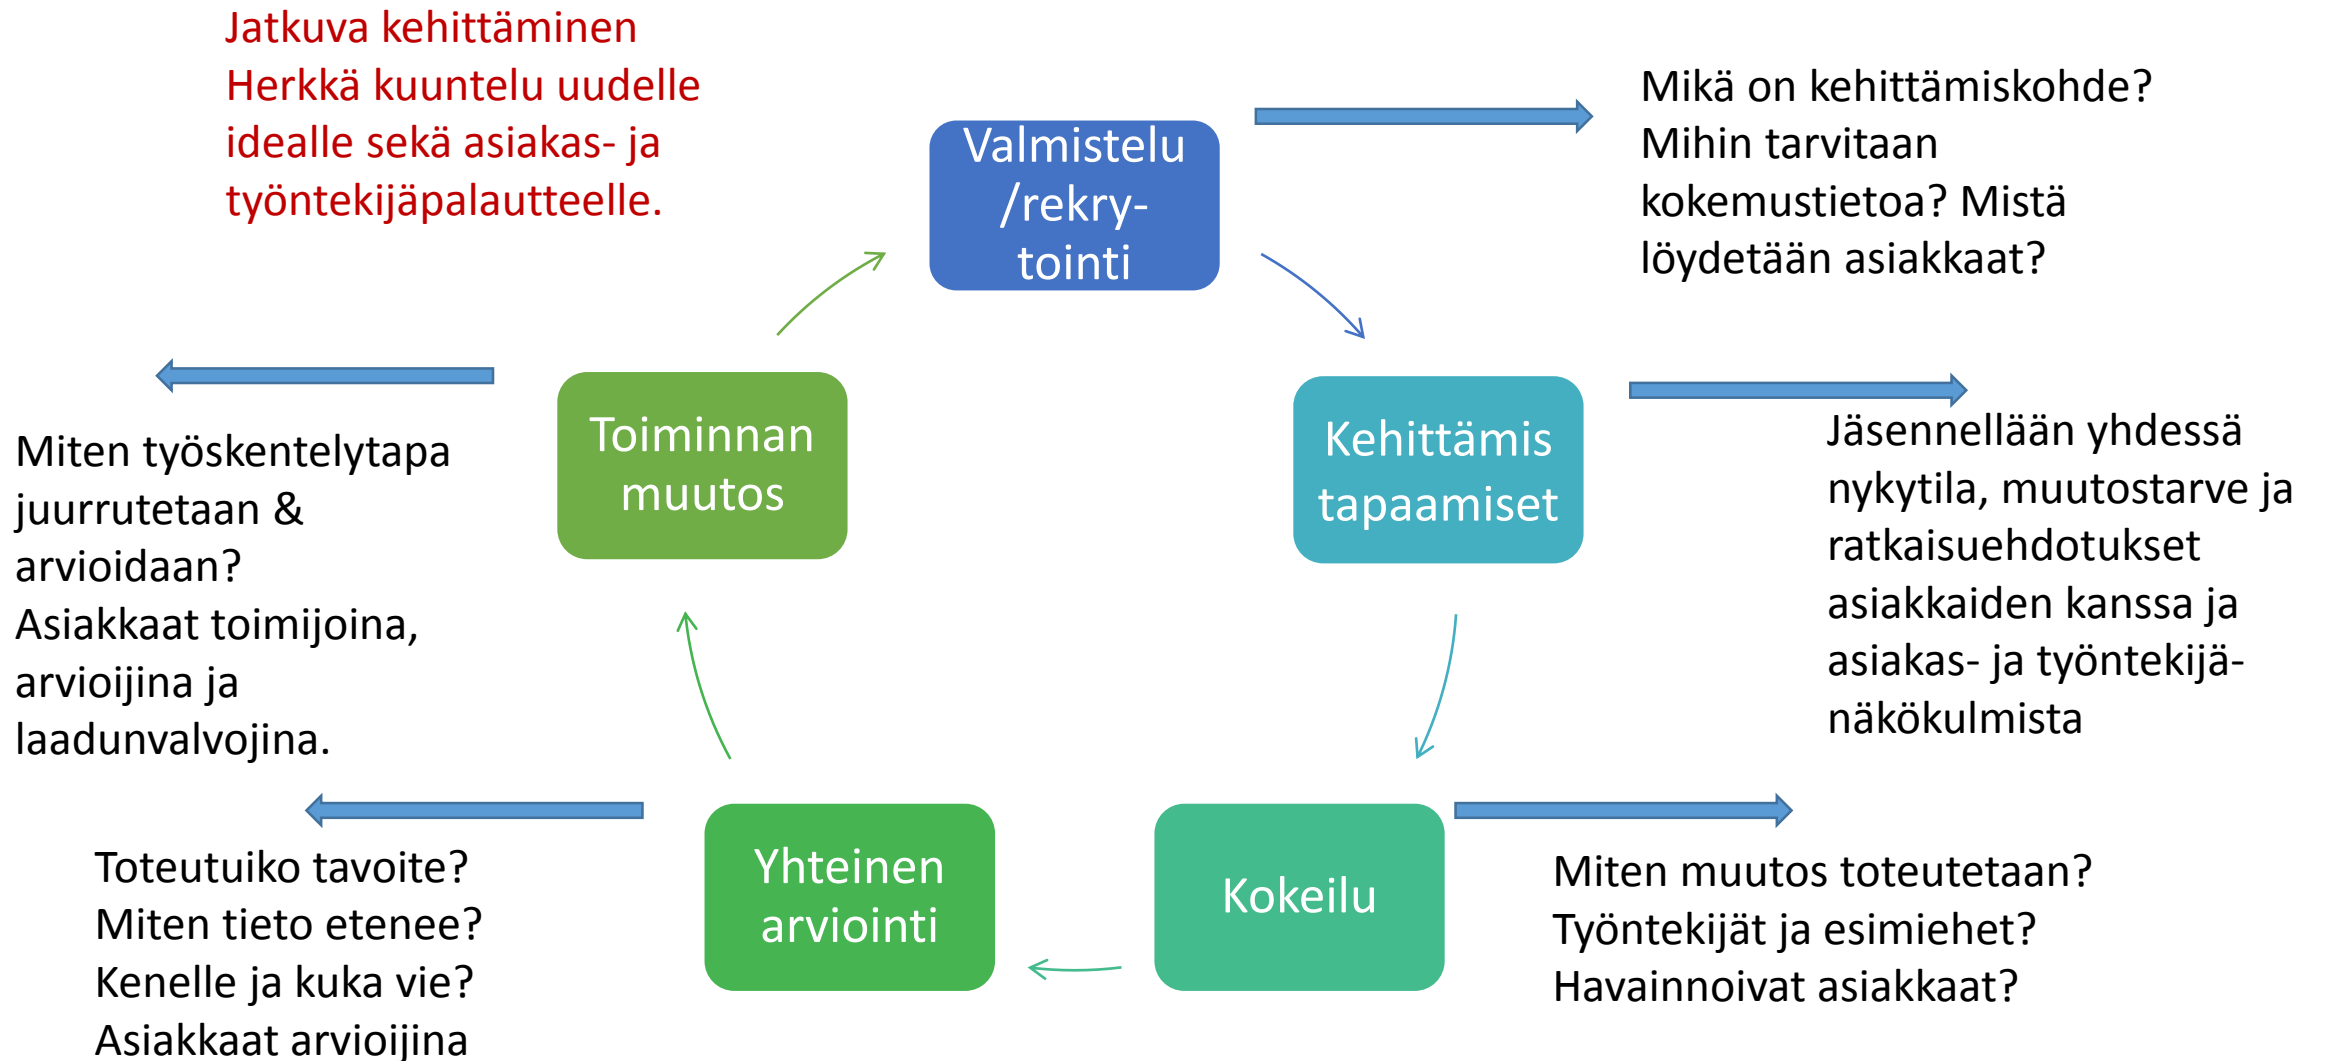 Jatkuva kehittäminen
Herkkä kuuntelu uudelle
idealle sekä asiakas- ja
työntekijäpalautteelle.
Valmistelu
/rekry-
tointi
Mikä on kehittämiskohde?
Mihin tarvitaan
kokemustietoa? Mistä
löydetään asiakkaat?
Kehittämis
tapaamiset
Jäsennellään yhdessä
nykytila, muutostarve ja
ratkaisuehdotukset
asiakkaiden kanssa ja
asiakas- ja työntekijä-
näkökulmista
Kokeilu
Miten muutos toteutetaan?
Työntekijät ja esimiehet?
Havainnoivat asiakkaat?
Yhteinen
arviointi
Toteutuiko tavoite?
Miten tieto etenee?
Kenelle ja kuka vie?
Asiakkaat arvioijina
Toiminnan
muutos
Miten työskentelytapa
juurrutetaan &
arvioidaan?
Asiakkaat toimijoina,
arvioijina ja
laadunvalvojina.